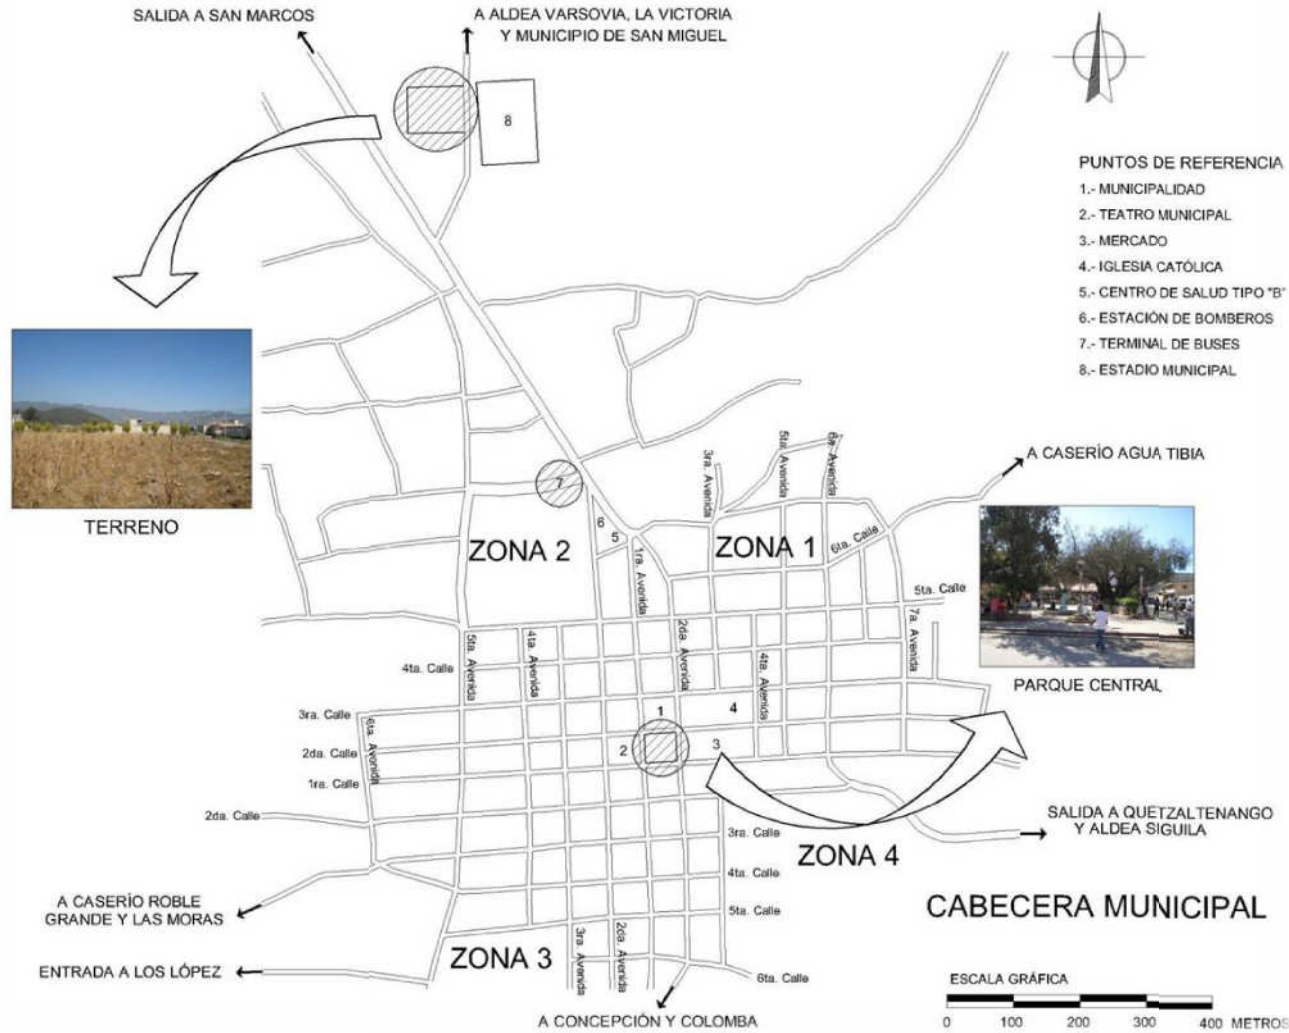 SALIDA A SAN MARCOS
A ALDEA VARSOVIA, LA VICTORIA
Y MUNICIPIO DE SAN MIGUEL
8
PUNTOS DE REFERENCIA
1.- MUNICIPALIDAD
2.- TEATRO MUNICIPAL
3.- MERCADO
4.- IGLESIA CATÓLICA
5.- CENTRO DE SALUD TIPO "B"
6.- ESTACIÓN DE BOMBEROS
7.- TERMINAL DE BUSES
8.- ESTADIO MUNICIPAL
TERRENO
7
6
5
ZONA 2
ZONA 1
3ra. Avenida
5ta. Avenida
6a. Avenida
A CASERÌO AGUA TIBIA
6ta. Calle
1ra. Avenida
5ta. Calle
7a. Avenida
2da. Avenida
4ta. Avenida
5ta. Avenida
4ta. Avenida
4ta. Calle
PARQUE CENTRAL
3ra. Calle
6ta. Avenida
2da. Calle
1ra. Calle
2da. Calle
1
2
3
4
SALIDA A QUETZALTENANGO
Y ALDEA SIGUILA
3ra. Calle
ZONA 4
4ta. Calle
5ta. Calle
A CASERÍO ROBLE
GRANDE Y LAS MORAS
CABECERA MUNICIPAL
ENTRADA A LOS LÓPEZ
ZONA 3
3ra. Avenida
2da. Avenida
6ta. Calle
A CONCEPCIÓN Y COLOMBA
ESCALA GRÁFICA
0 100 200 300 400 METROS